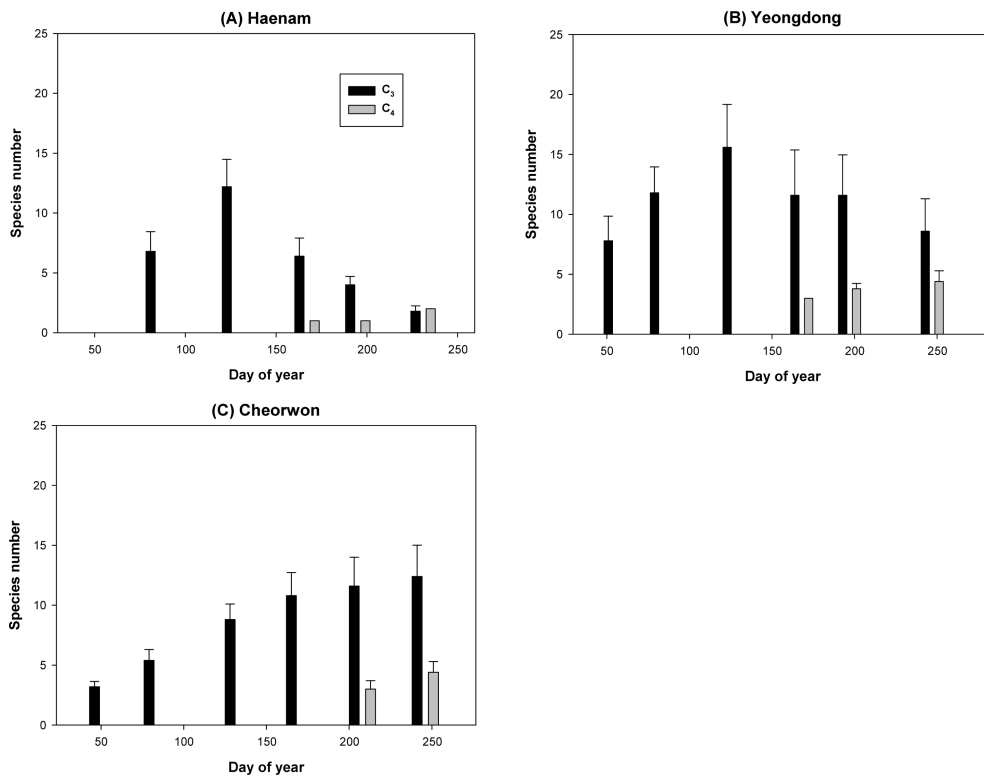 (A) Haenam
25
20
15
10
5
0
Species number
C3
C4
50 100 150 200 250
Day of year
(B) Yeongdong
25
20
15
10
5
0
Species number
50 100 150 200 250
Day of year
(C) Cheorwon
25
20
15
10
5
0
Species number
50 100 150 200 250
Day of year